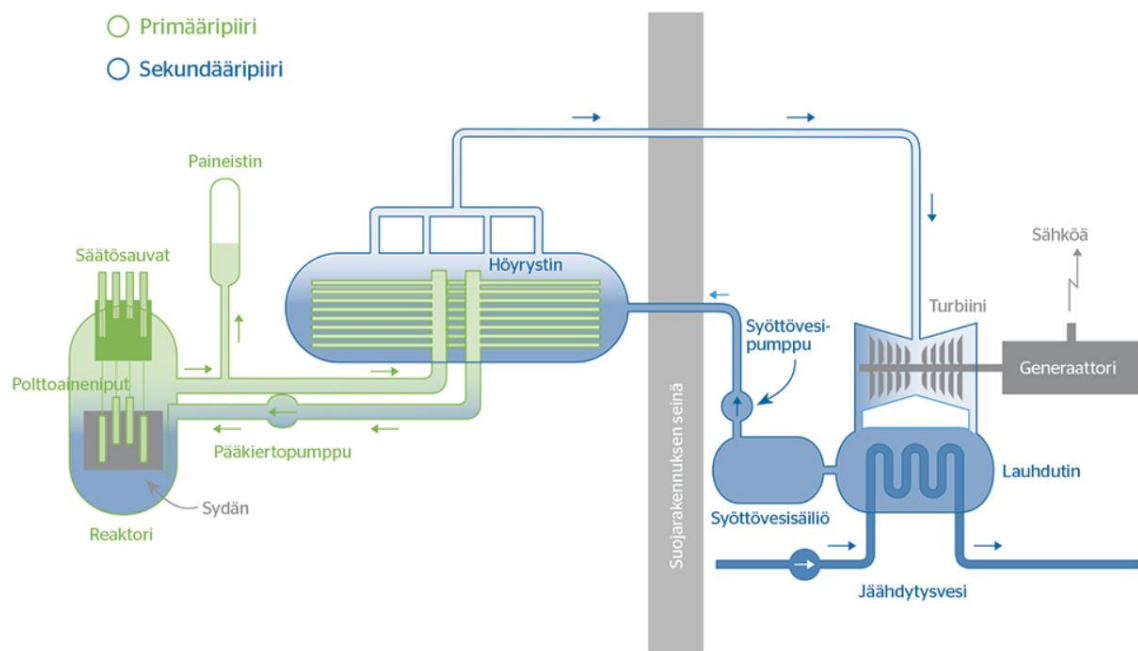 Primääripiiri
Sekundääripiiri
Paineistin
Säätösauvat
Höyrystin
Sähköä
Turbiini
Syöttövesi-
pumppu
Generaattori
Polttoaineniput
Pääkiertopumppu
Suojarakennuksen seinä
Lauhdutin
Sydän
Syöttövesisäiliö
Reaktori
Jäähdytysvesi